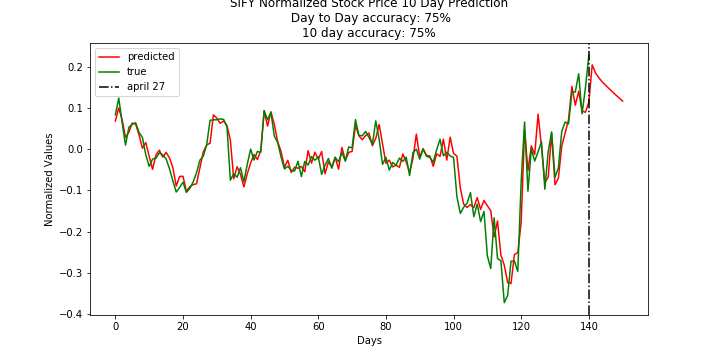 SIFY Normalized Stock Price 10 Day Prediction
Day to Day accuracy: 75%
10 day accuracy: 75%
predicted
true
april 27
Normalized Values
0.2
0.1
0.0
−0.1
−0.2
−0.3
−0.4
0 20 40 60 80 100 120 140
Days